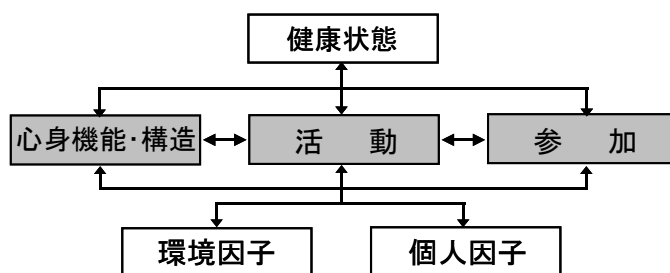 健康状態
心身機能・構造
活　動
参　加
環境因子
個人因子